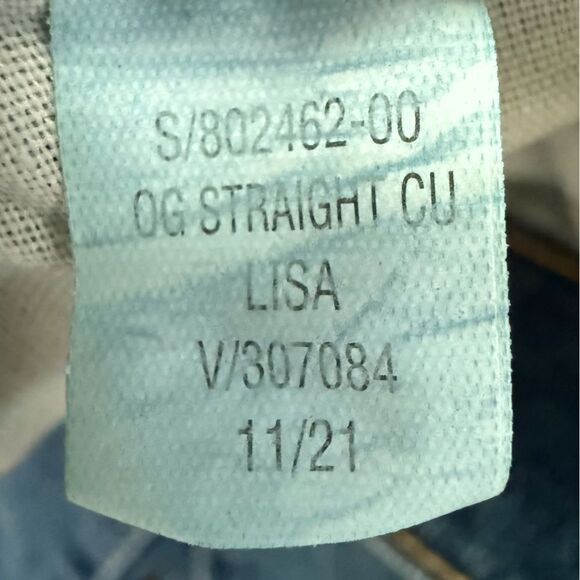 S/802462-00
OG STRAIGHT CU
LISA
V/307084
11/21